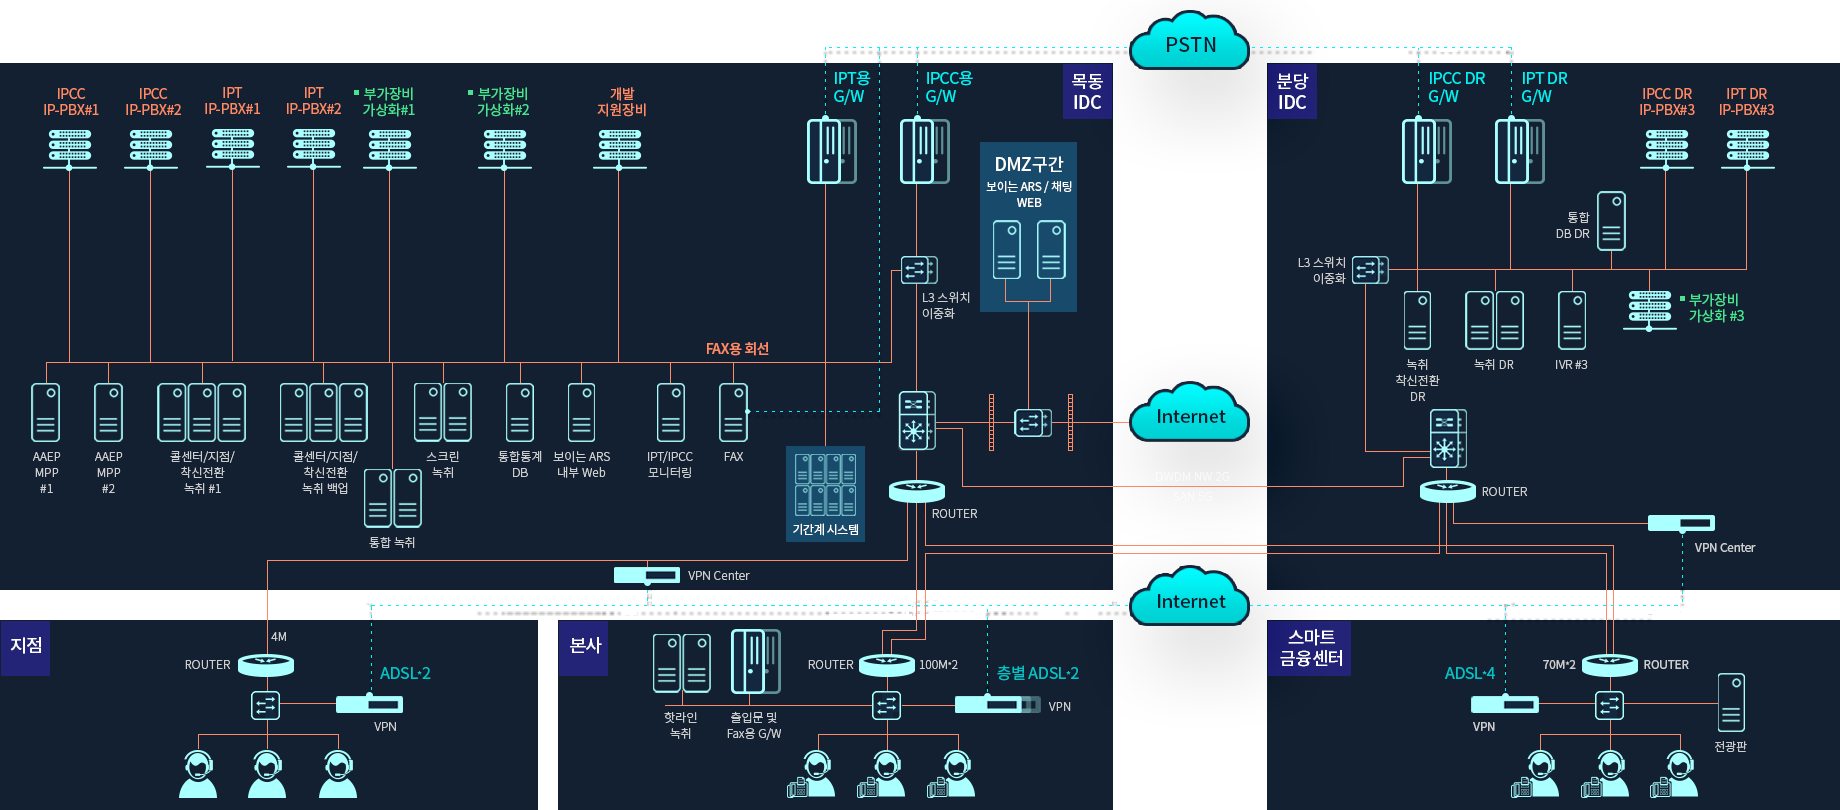 PSTN
목동
IDC
IPCC
IP-PBX#1
IPCC
IP-PBX#2
IPT
IP-PBX#1
IPT
IP-PBX#2
부가장비
가상화#1
부가장비
가상화#2
개발
지원장비
IPT용
G/W
IPCC용
G/W
DMZ구간
보이는 ARS / 채팅
WEB
L3 스위치
이중화
FAX용 회선
AAEP
MPP
#1
AAEP
MPP
#2
콜센터/지점/
착신전환
녹취 #1
콜센터/지점/
착신전환
녹취 백업
통합 녹취
스크린
녹취
통합통계
DB
보이는 ARS
내부 Web
IPT/IPCC
모니터링
FAX
기간계 시스템
ROUTER
VPN Center
Internet
CWDM NW 2G
SAN 5G
분당
IDC
IPCC DR
G/W
IPT DR
G/W
IPCC DR
IP-PBX#3
IPT DR
IP-PBX#3
통합
DB DR
L3 스위치
이중화
부가장비
가상화 #3
녹취
착신전환
DR
녹취 DR
IVR #3
ROUTER
VPN Center
Internet
지점
4M
ROUTER
ADSL*2
VPN
본사
핫라인
녹취
출입문 및
Fax용 G/W
ROUTER
100M*2
층별 ADSL*2
VPN
스마트
금융센터
ADSL*4
VPN
70M*2
ROUTER
전광판